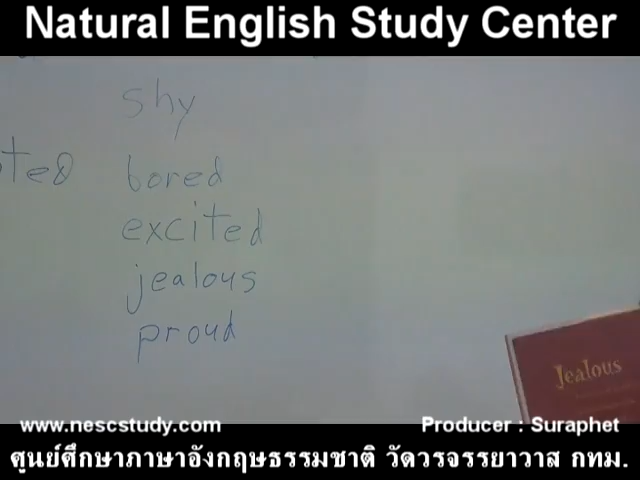 Natural English Study Center
shy
bored
excited
jealous
proud
Jealous
www.nescstudy.com
Producer : Suraphet
ศูนย์ศึกษาภาษาอังกฤษธรรมชาติ วัดวรจรรยาวาส กทม.